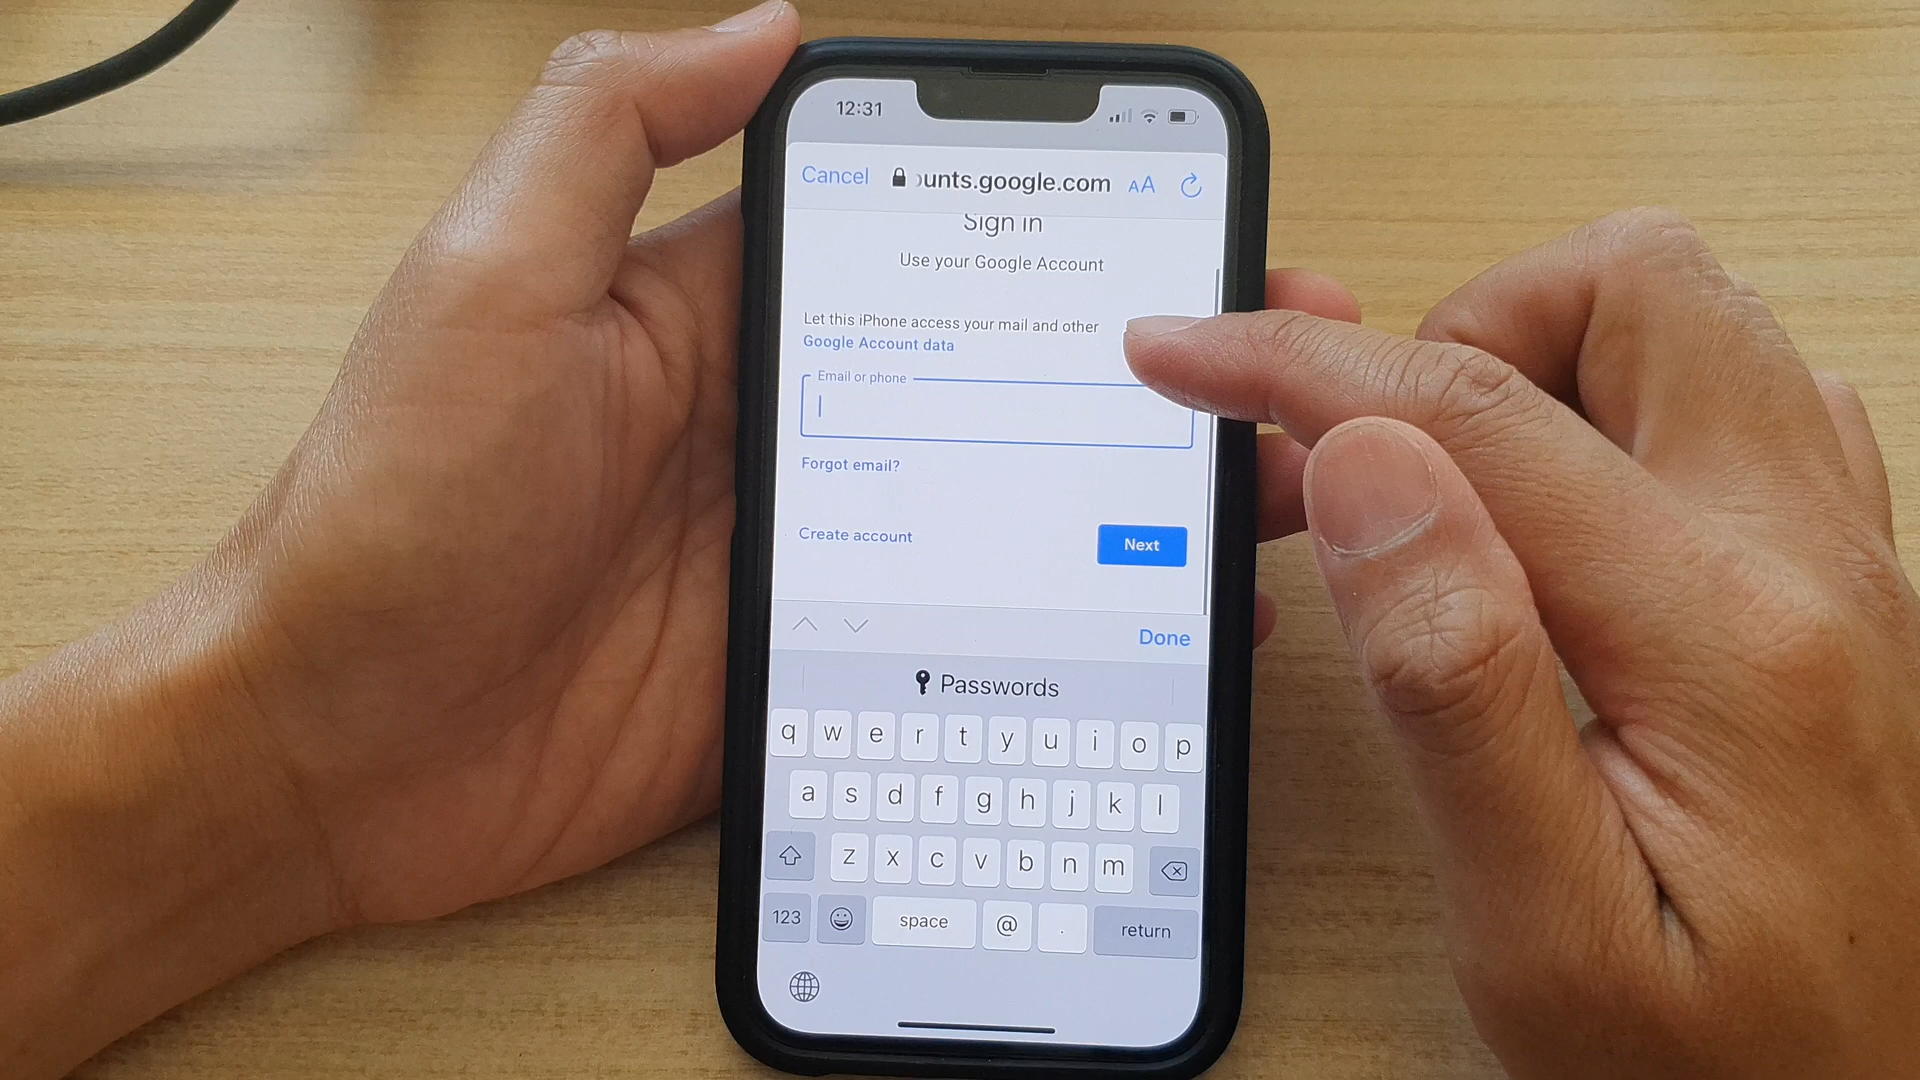 12:31
Cancel ounts.google.com AA
Sign in
Use your Google Account
Let this iPhone access your mail and other
Google Account data
Email or phone
Forgot email?
Create account Next
Done
Passwords
q w e r t y u i o p
a s d f g h j k l
z x c v b n m
123 space @ . return